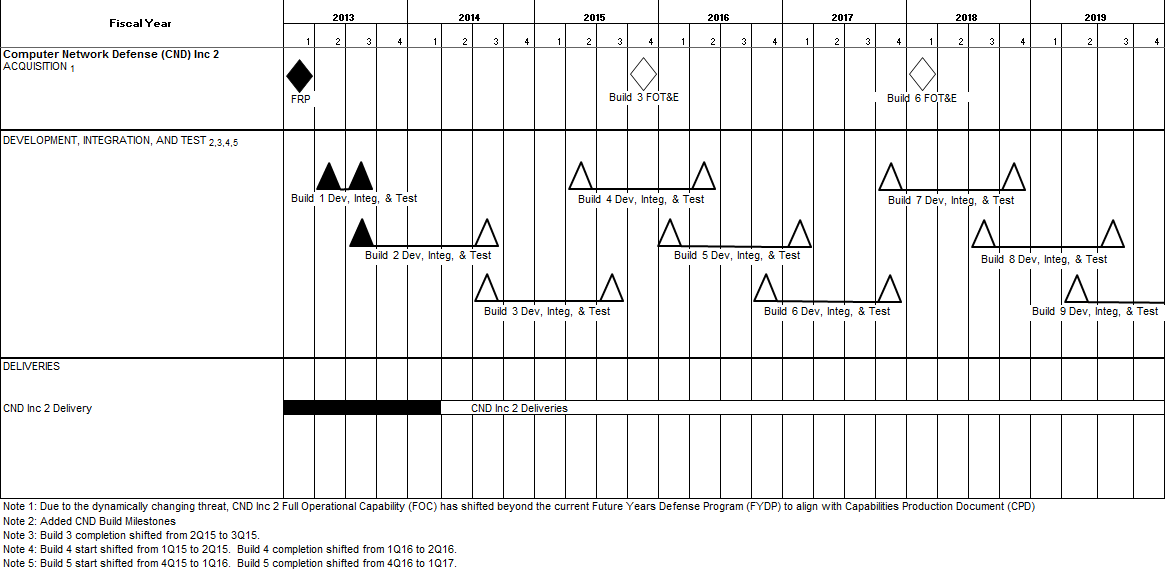 Fiscal Year
2013 2014 2015 2016 2017 2018 2019
1 2 3 4 1 2 3 4 1 2 3 4 1 2 3 4 1 2 3 4 1 2 3 4 1 2 3 4
Computer Network Defense (CND) Inc 2
ACQUISITION 1
FRP
Build 3 FOT&E
Build 6 FOT&E
DEVELOPMENT, INTEGRATION, AND TEST 2,3,4,5
Build 1 Dev, Integ, & Test
Build 4 Dev, Integ, & Test
Build 7 Dev, Integ, & Test
Build 2 Dev, Integ, & Test
Build 5 Dev, Integ, & Test
Build 8 Dev, Integ, & Test
Build 3 Dev, Integ, & Test
Build 6 Dev, Integ, & Test
Build 9 Dev, Integ, & Test
DELIVERIES
CND Inc 2 Delivery
CND Inc 2 Deliveries
Note 1: Due to the dynamically changing threat, CND Inc 2 Full Operational Capability (FOC) has shifted beyond the current Future Years Defense Program (FYDP) to align with Capabilities Production Document (CPD)
Note 2: Added CND Build Milestones
Note 3: Build 3 completion shifted from 2Q15 to 3Q15.
Note 4: Build 4 start shifted from 1Q15 to 2Q15. Build 4 completion shifted from 1Q16 to 2Q16.
Note 5: Build 5 start shifted from 4Q15 to 1Q16. Build 5 completion shifted from 4Q16 to 1Q17.